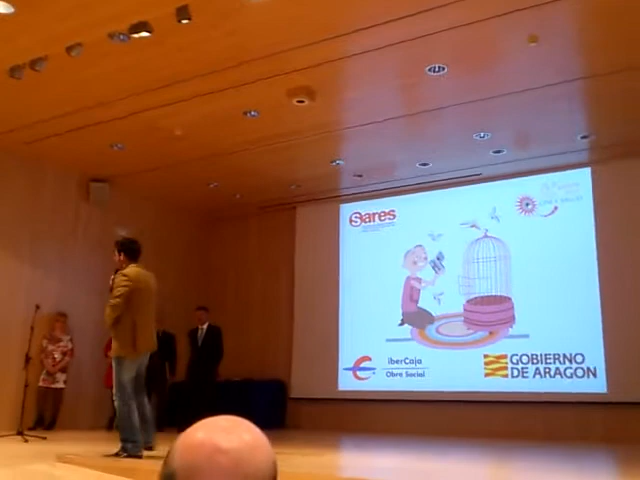 Sares
iberCaja
Obra Social
GOBIERNO
DE ARAGON